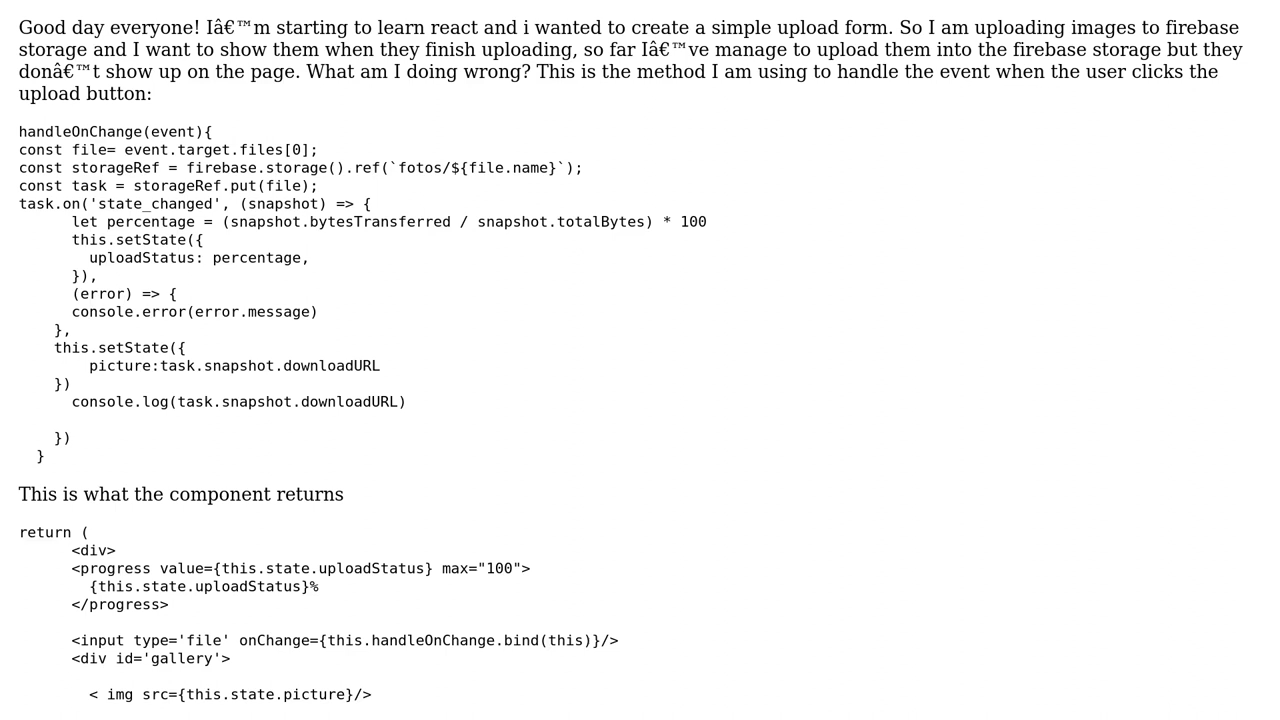 Good day everyone! Iâ€™m starting to learn react and i wanted to create a simple upload form. So I am uploading images to firebase
storage and I want to show them when they finish uploading, so far Iâ€™ve manage to upload them into the firebase storage but they
donâ€™t show up on the page. What am I doing wrong? This is the method I am using to handle the event when the user clicks the
upload button:
handleOnChange(event){
const file= event.target.files[0];
const storageRef = firebase.storage().ref(`fotos/${file.name}`);
const task = storageRef.put(file);
task.on('state_changed', (snapshot) => {
      let percentage = (snapshot.bytesTransferred / snapshot.totalBytes) * 100
      this.setState({
        uploadStatus: percentage,
      }),
      (error) => {
      console.error(error.message)
    },
    this.setState({
        picture:task.snapshot.downloadURL
    })
      console.log(task.snapshot.downloadURL)
    })
  }
This is what the component returns
return (
      <div>
      <progress value={this.state.uploadStatus} max="100">
        {this.state.uploadStatus}%
      </progress>
      <input type='file' onChange={this.handleOnChange.bind(this)}/>
      <div id='gallery'>
        < img src={this.state.picture}/>